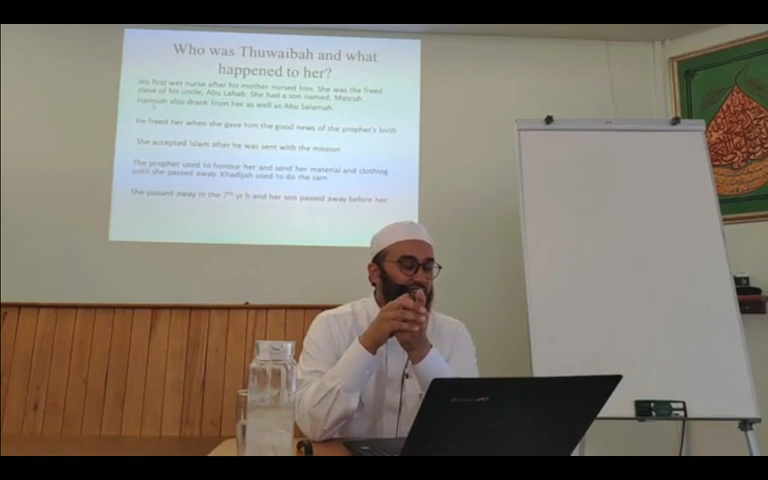 Who was Thuwaibah and what
happened to her?
His first wet nurse after his mother nursed him. She was the freed
slave of his uncle, Abu Lahab. She had a son named, Masruh.
Hamzah also drank from her as well as Abu Salamah.
He freed her when she gave him the good news of the prophet's birth
She accepted Islam after he was sent with the mission
The prophet used to honour her and send her material and clothing
until she passed away. Khadijah used to do the sam
She passed away in the 7th yr h and her son passed away before her.